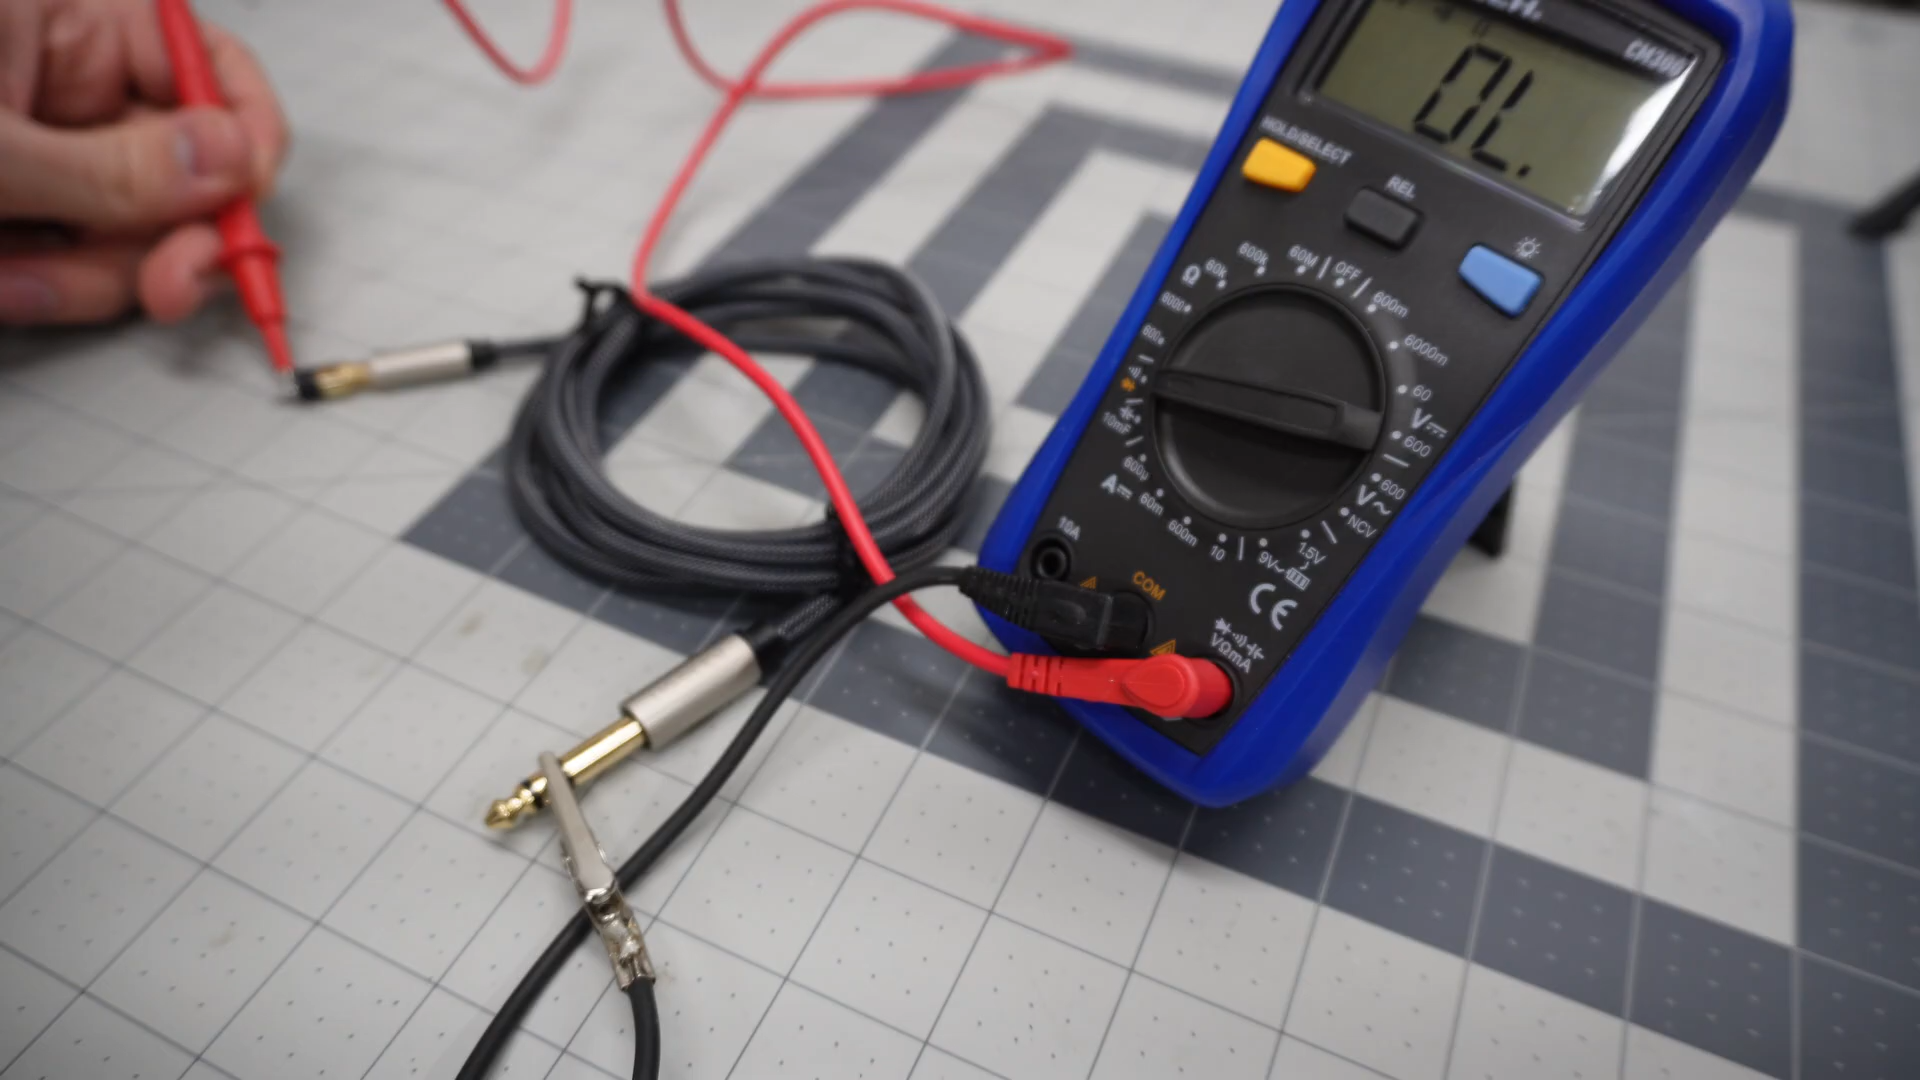 CM300
0L.
HOLD/SELECT
REL
OFF
60M
600k
60k
Ω
6000
600
10mF
600µ
A
60m
600m
10
9V
1.5V
NCV
600
V~
600
V
60
6000m
600m
10A
COM
CE
VΩmA